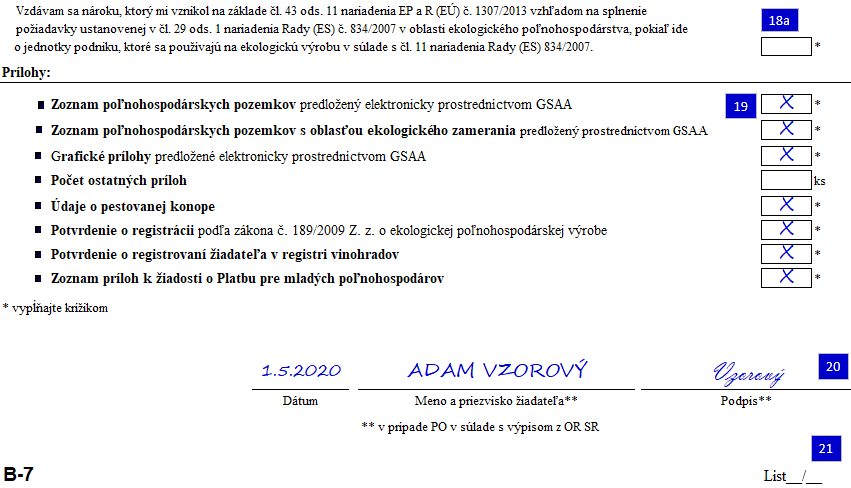 Vzdávam sa nároku, ktorý mi vznikol na základe čl. 43 ods. 11 nariadenia EP a R (EÚ) č. 1307/2013 vzhľadom na splnenie
požiadavky ustanovenej v čl. 29 ods. 1 nariadenia Rady (ES) č. 834/2007 v oblasti ekologického poľnohospodárstva, pokiaľ ide
o jednotky podniku, ktoré sa používajú na ekologickú výrobu v súlade s čl. 11 nariadenia Rady (ES) 834/2007.
18a
*
Prílohy:
Zoznam poľnohospodárskych pozemkov predložený elektronicky prostredníctvom GSAA 19 X *
Zoznam poľnohospodárskych pozemkov s oblasťou ekologického zamerania predložený prostredníctvom GSAA X *
Grafické prílohy predložené elektronicky prostredníctvom GSAA X *
Počet ostatných príloh ks
Údaje o pestovanej konope X *
Potvrdenie o registrácii podľa zákona č. 189/2009 Z. z. o ekologickej poľnohospodárskej výrobe X *
Potvrdenie o registrovaní žiadateľa v registri vinohradov X *
Zoznam príloh k žiadosti o Platbu pre mladých poľnohospodárov X *
* vypĺňajte krížikom
1.5.2020 ADAM VZOROVÝ Vzorový 20
Dátum Meno a priezvisko žiadateľa** Podpis**
** v prípade PO v súlade s výpisom z OR SR
21
B-7 List__/__